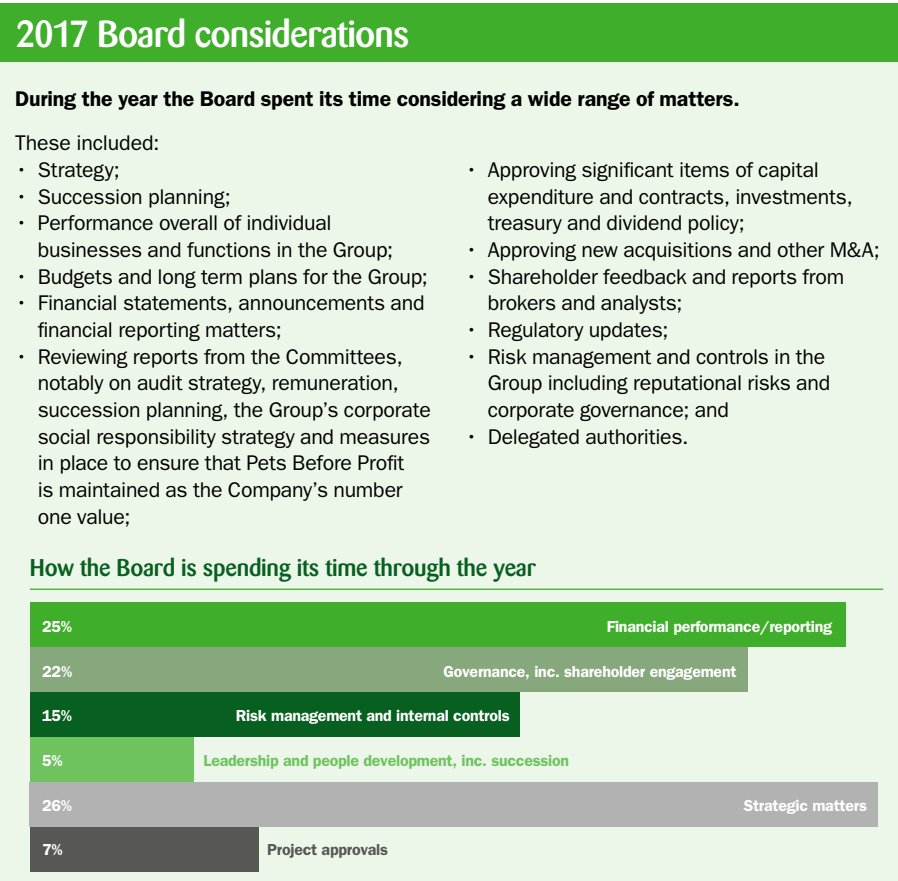 2017 Board considerations
During the year the Board spent its time considering a wide range of matters.
These included:
• Strategy;
• Succession planning;
• Performance overall of individual
businesses and functions in the Group;
• Budgets and long term plans for the Group;
• Financial statements, announcements and
financial reporting matters;
• Reviewing reports from the Committees,
notably on audit strategy, remuneration,
succession planning, the Group's corporate
social responsibility strategy and measures
in place to ensure that Pets Before Profit
is maintained as the Company's number
one value;
• Approving significant items of capital
expenditure and contracts, investments,
treasury and dividend policy;
• Approving new acquisitions and other M&A;
• Shareholder feedback and reports from
brokers and analysts;
• Regulatory updates;
• Risk management and controls in the
Group including reputational risks and
corporate governance; and
• Delegated authorities.
How the Board is spending its time through the year
25% Financial performance/reporting
22% Governance, inc. shareholder engagement
15% Risk management and internal controls
5% Leadership and people development, inc. succession
26% Strategic matters
7% Project approvals